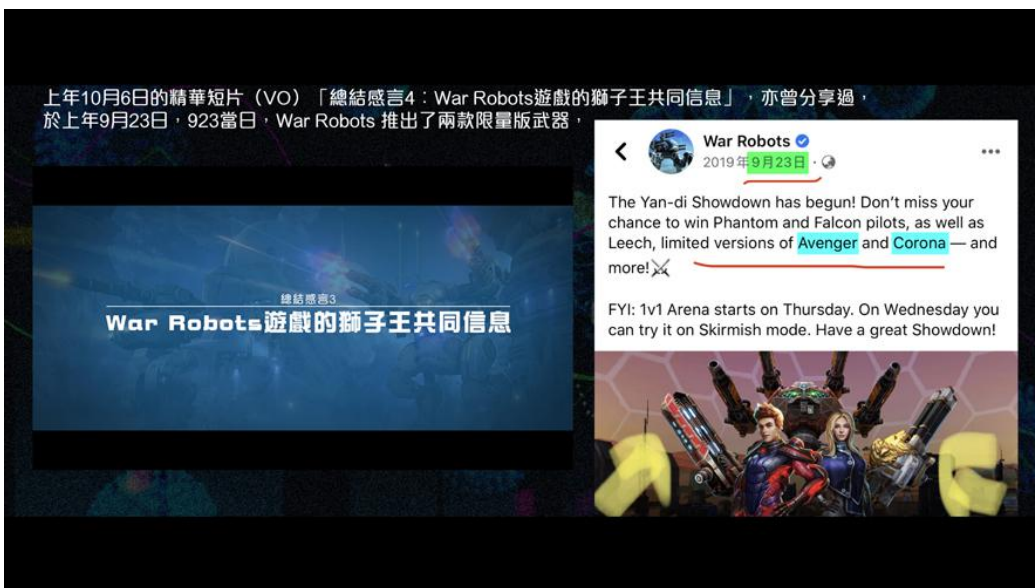 上年10月6日的精華短片（VO）「總結感言4：War Robots遊戲的獅子王共同信息」，亦曾分享過，
於上年9月23日，923當日，War Robots 推出了兩款限量版武器，
總結感言3
War Robots遊戲的獅子王共同信息
War Robots
2019年9月23日 ·
The Yan-di Showdown has begun! Don't miss your
chance to win Phantom and Falcon pilots, as well as
Leech, limited versions of Avenger and Corona — and
more!⚔
FYI: 1v1 Arena starts on Thursday. On Wednesday you
can try it on Skirmish mode. Have a great Showdown!